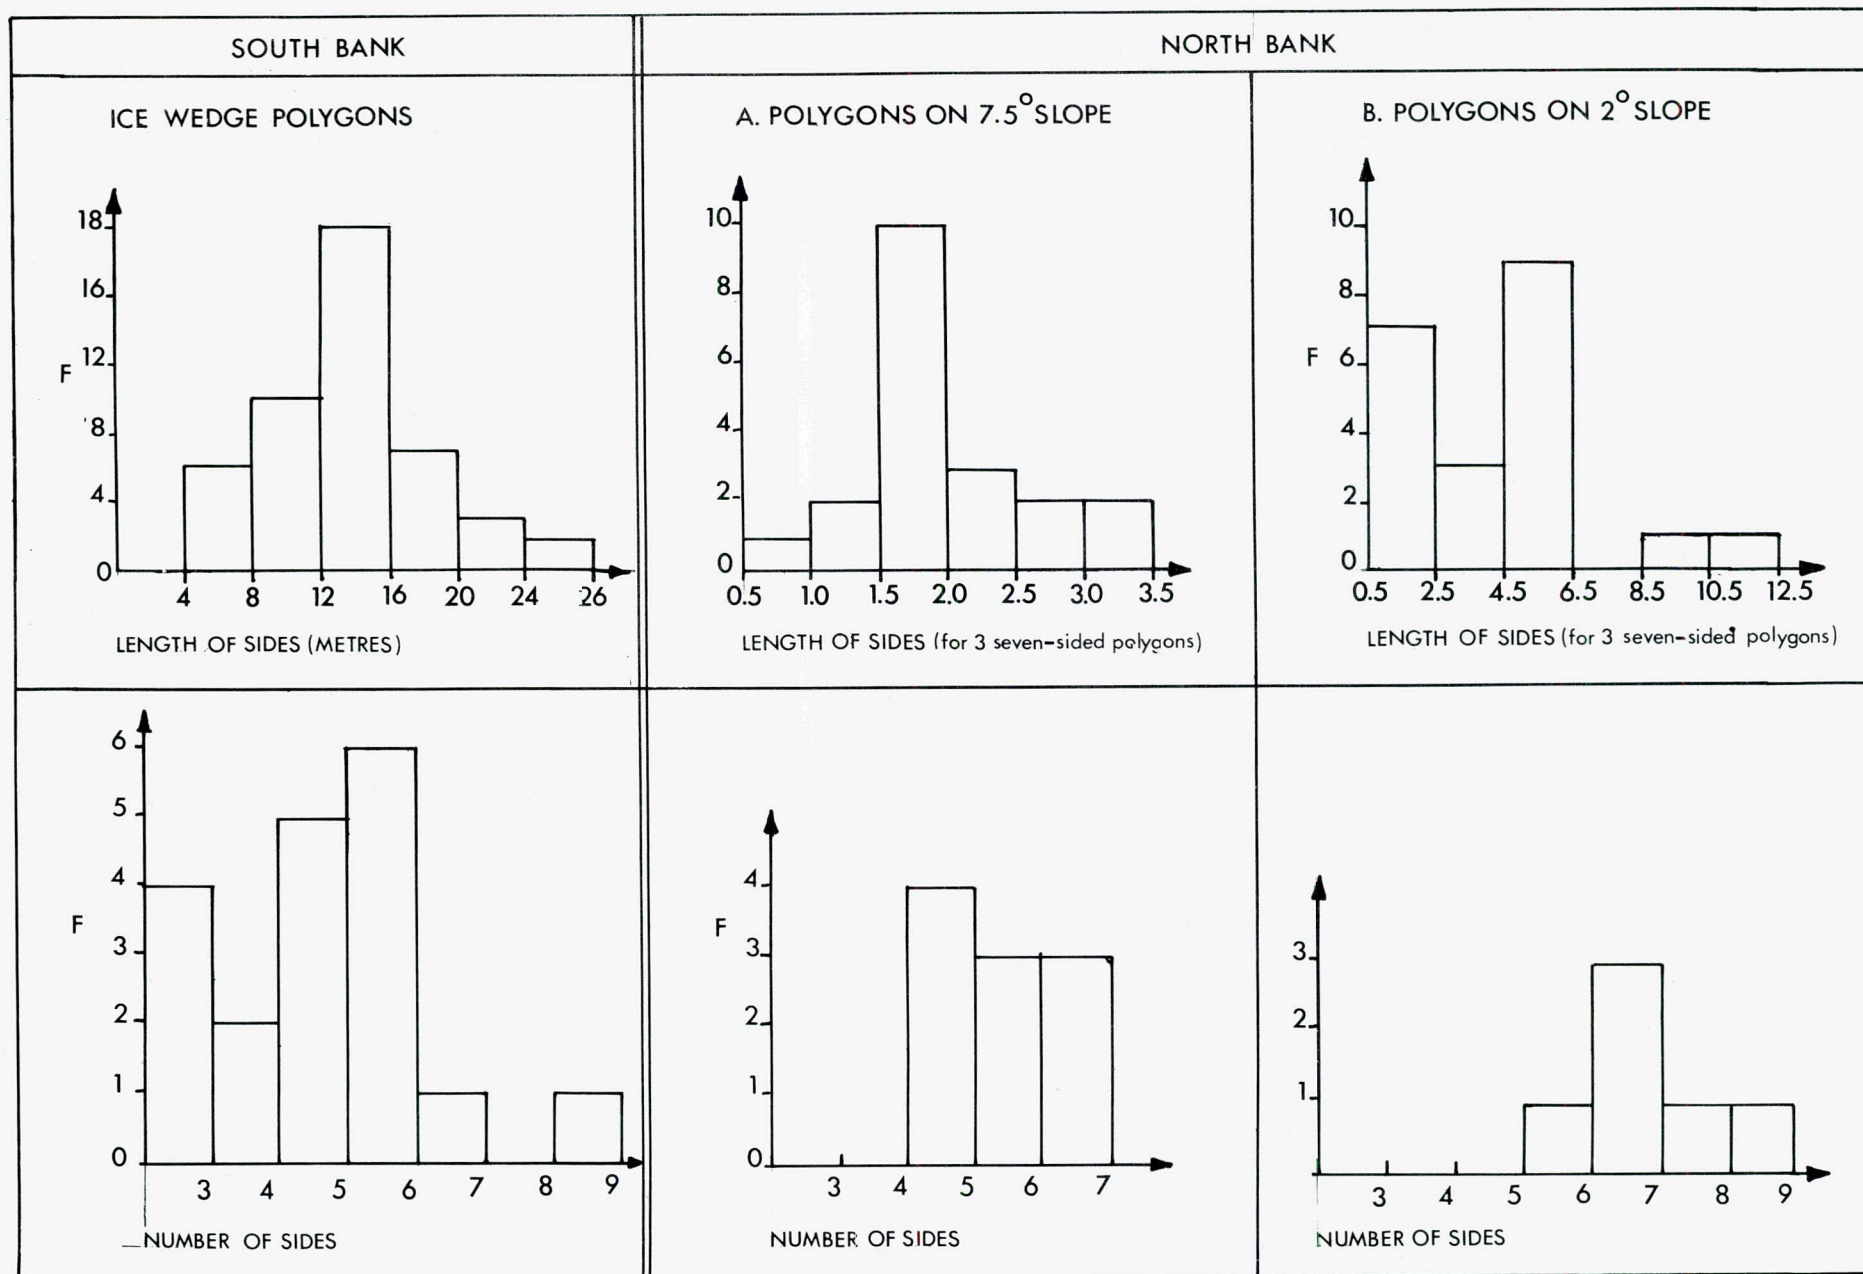 SOUTH BANK
NORTH BANK
ICE WEDGE POLYGONS
18
16
12
F
8
4
0
4 8 12 16 20 24 26
LENGTH OF SIDES (METRES)
A. POLYGONS ON 7.5° SLOPE
10
8
6
4
2
0
0.5 1.0 1.5 2.0 2.5 3.0 3.5
LENGTH OF SIDES (for 3 seven-sided polygons)
B. POLYGONS ON 2° SLOPE
10
8
F 6
4
2
0
0.5 2.5 4.5 6.5 8.5 10.5 12.5
LENGTH OF SIDES (for 3 seven-sided polygons)
6
5
4
F
3
2
1
0
3 4 5 6 7 8 9
NUMBER OF SIDES
4
F
3
2
1
0
3 4 5 6 7
NUMBER OF SIDES
3
2
1
3 4 5 6 7 8 9
NUMBER OF SIDES